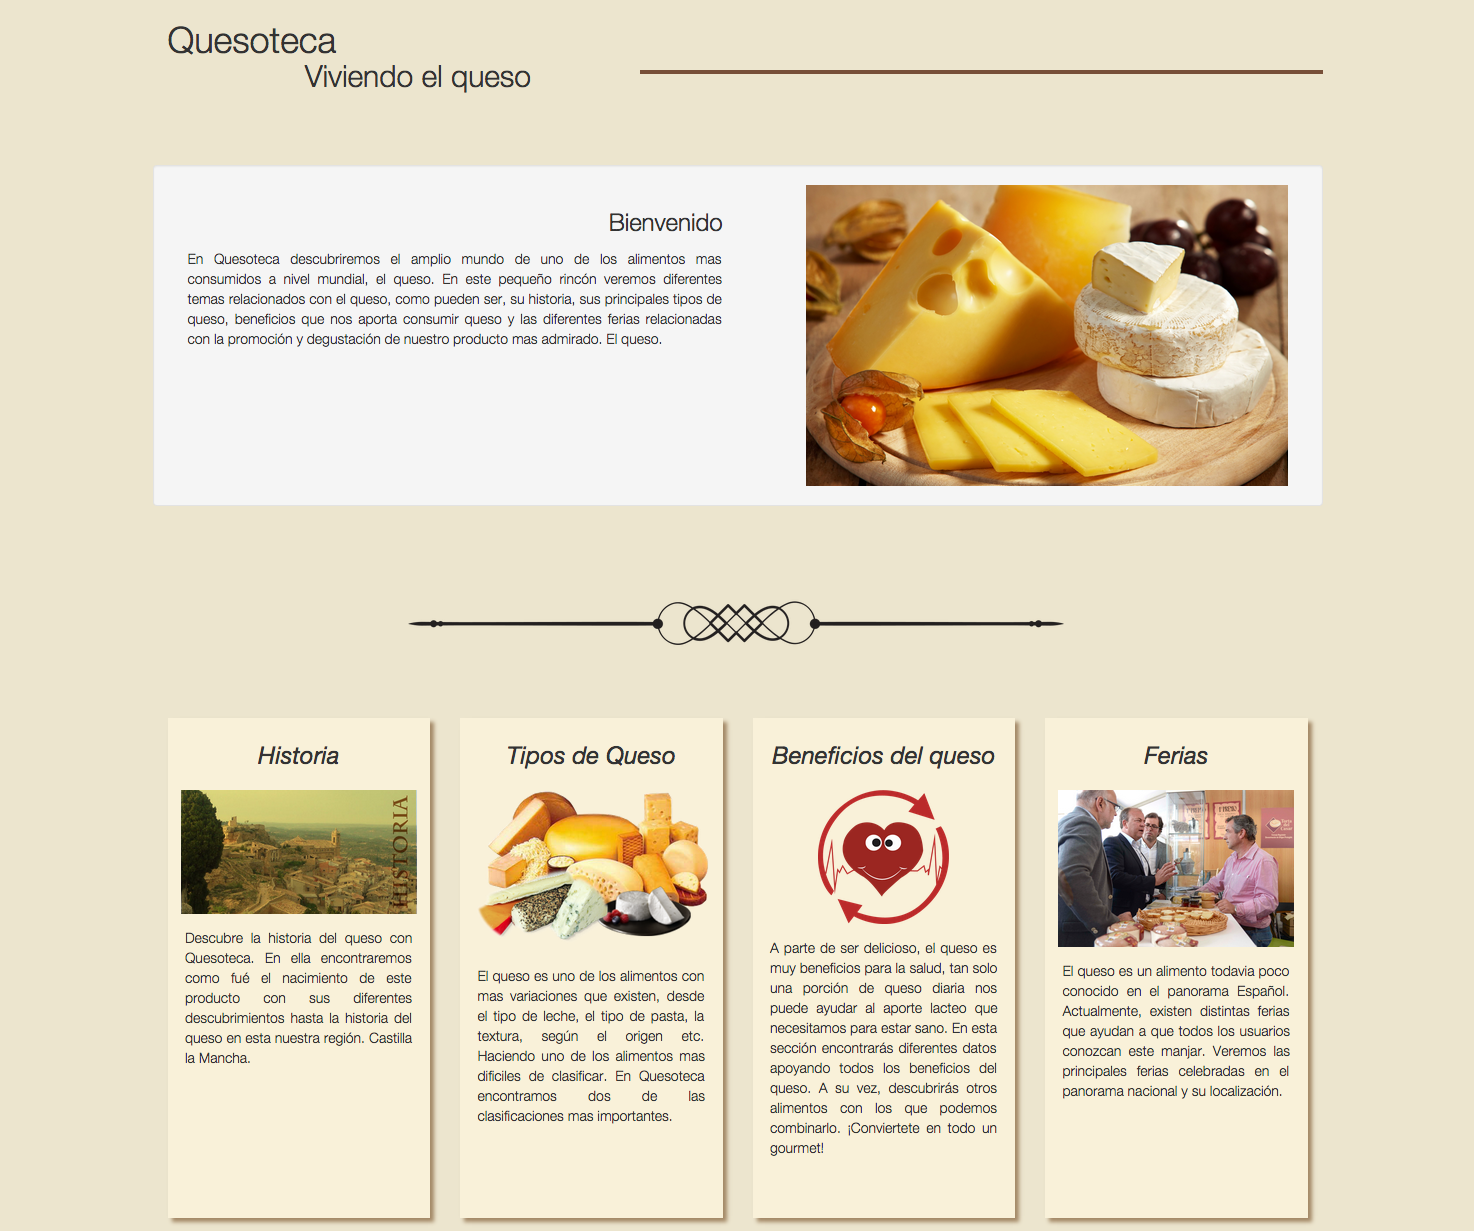 Quesoteca
Viviendo el queso
Bienvenido
En Quesoteca descubriremos el amplio mundo de uno de los alimentos mas
consumidos a nivel mundial, el queso. En este pequeño rincón veremos diferentes
temas relacionados con el queso, como pueden ser, su historia, sus principales tipos de
queso, beneficios que nos aporta consumir queso y las diferentes ferias relacionadas
con la promoción y degustación de nuestro producto mas admirado. El queso.
Historia
HISTORIA
Descubre la historia del queso con
Quesoteca. En ella encontraremos
como fué el nacimiento de este
producto con sus diferentes
descubrimientos hasta la historia del
queso en esta nuestra región. Castilla
la Mancha.
Tipos de Queso
El queso es uno de los alimentos con
mas variaciones que existen, desde
el tipo de leche, el tipo de pasta, la
textura, según el origen etc.
Haciendo uno de los alimentos mas
dificiles de clasificar. En Quesoteca
encontramos dos de las
clasificaciones mas importantes.
Beneficios del queso
A parte de ser delicioso, el queso es
muy beneficios para la salud, tan solo
una porción de queso diaria nos
puede ayudar al aporte lacteo que
necesitamos para estar sano. En esta
sección encontrarás diferentes datos
apoyando todos los beneficios del
queso. A su vez, descubrirás otros
alimentos con los que podemos
combinarlo. ¡Conviertete en todo un
gourmet!
Ferias
El queso es un alimento todavia poco
conocido en el panorama Español.
Actualmente, existen distintas ferias
que ayudan a que todos los usuarios
conozcan este manjar. Veremos las
principales ferias celebradas en el
panorama nacional y su localización.